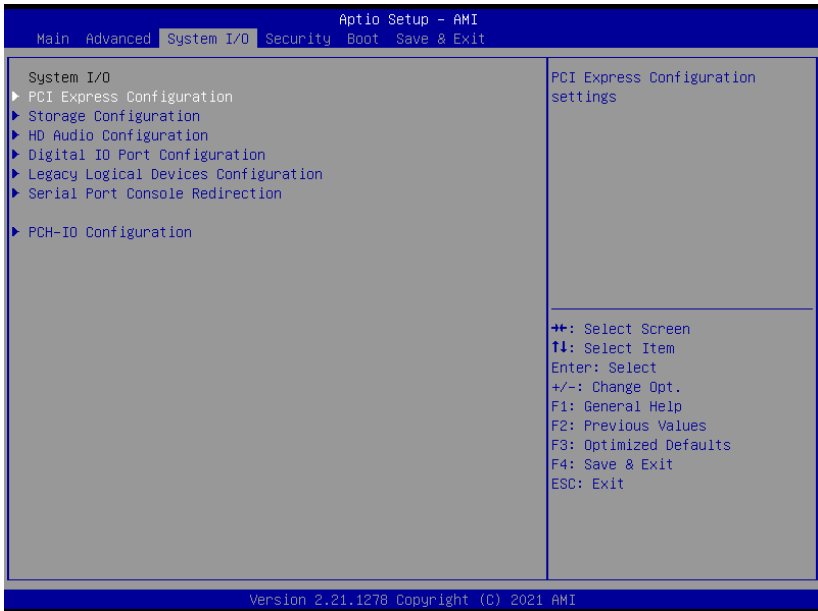 Aptio Setup – AMI
Main Advanced System I/O Security Boot Save & Exit
System I/O
PCI Express Configuration
Storage Configuration
HD Audio Configuration
Digital IO Port Configuration
Legacy Logical Devices Configuration
Serial Port Console Redirection
PCH-IO Configuration
PCI Express Configuration
settings
→←: Select Screen
↑↓: Select Item
Enter: Select
+/-: Change Opt.
F1: General Help
F2: Previous Values
F3: Optimized Defaults
F4: Save & Exit
ESC: Exit
Version 2.21.1278 Copyright (C) 2021 AMI